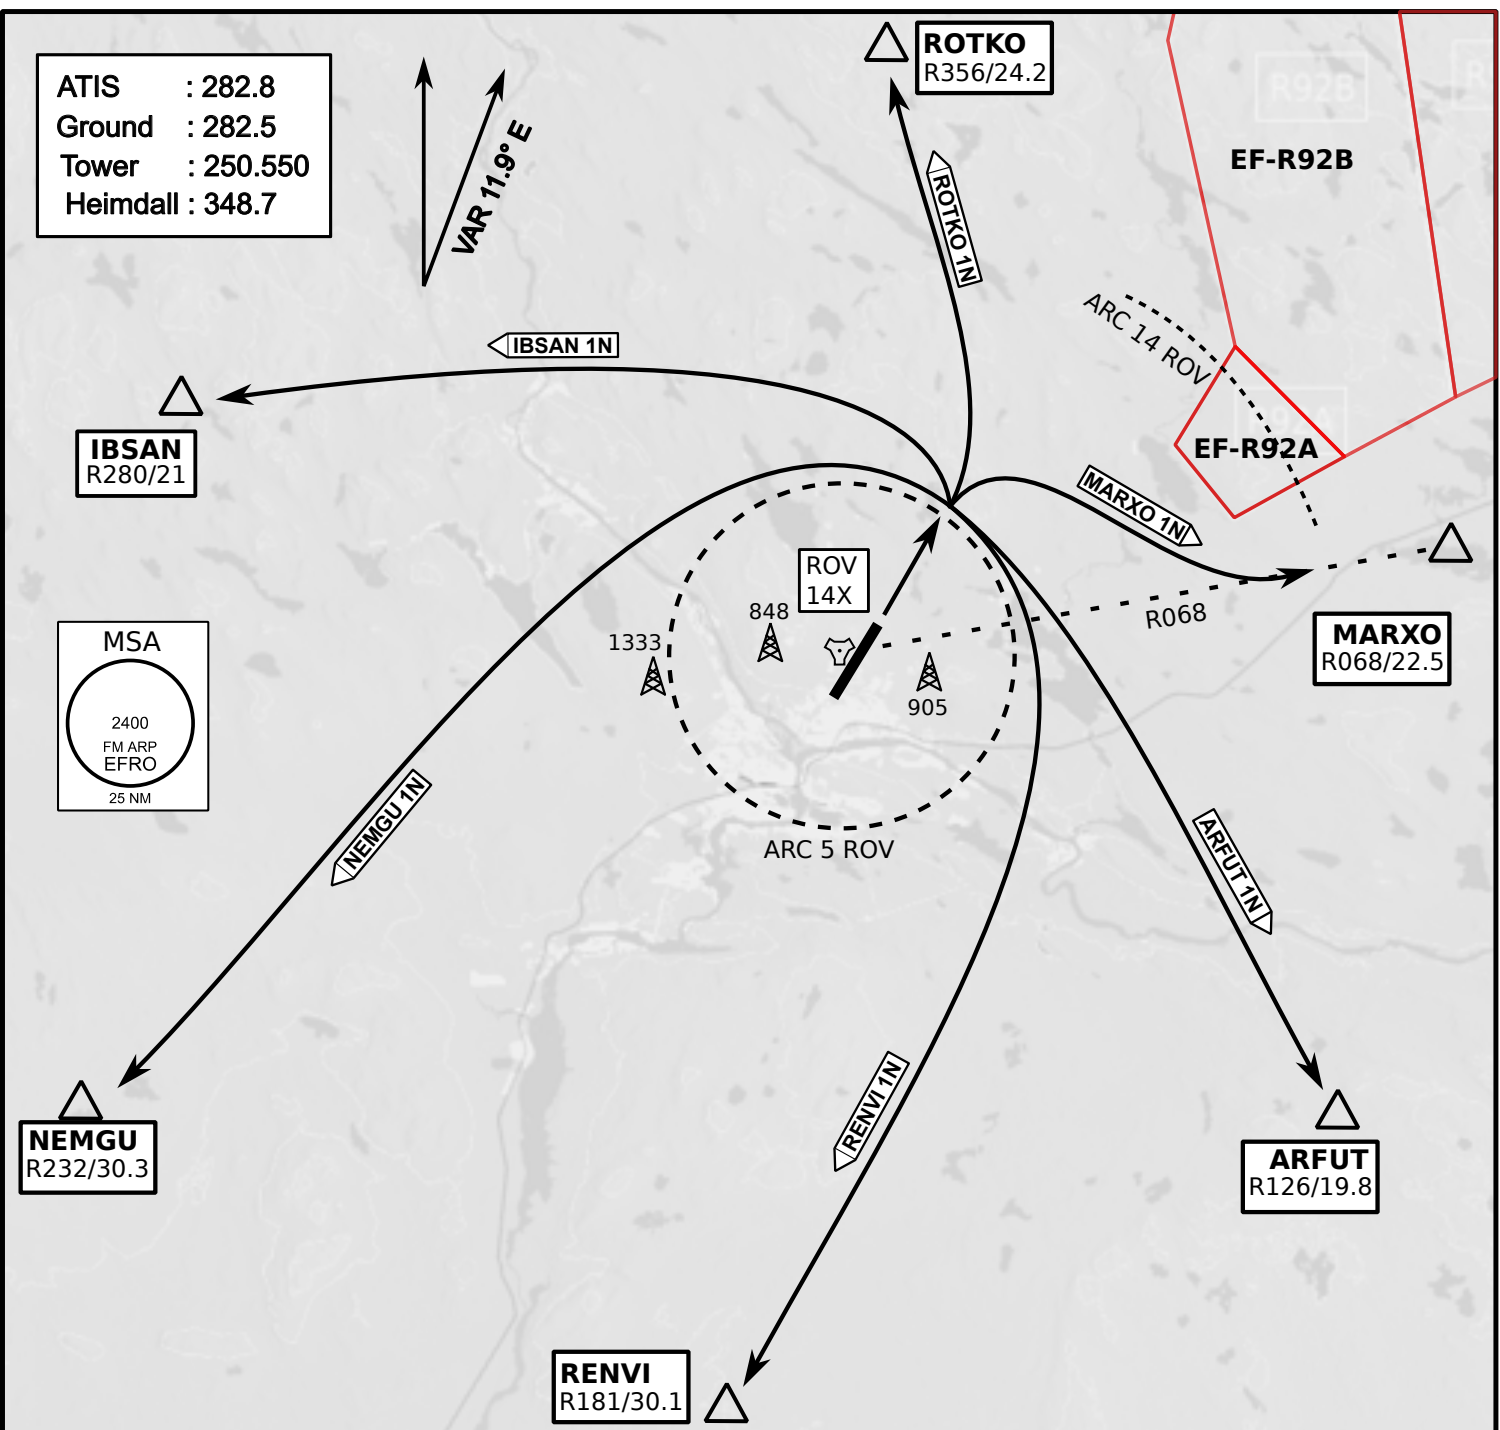 ATIS : 282.8
Ground : 282.5
Tower : 250.550
Heimdall : 348.7
VAR 11.9° E
ROTKO
R356/24.2
R92B
EF-R92B
ROTKO 1N
ARC 14 ROV
IBSAN 1N
IBSAN
R280/21
R92A
EF-R92A
MARXO 1N
ROV
14X
848
1333
905
R068
MARXO
R068/22.5
MSA
2400
FM ARP
EFRO
25 NM
NEMGU 1N
ARC 5 ROV
ARFUT 1N
RENVI 1N
NEMGU
R232/30.3
ARFUT
R126/19.8
RENVI
R181/30.1